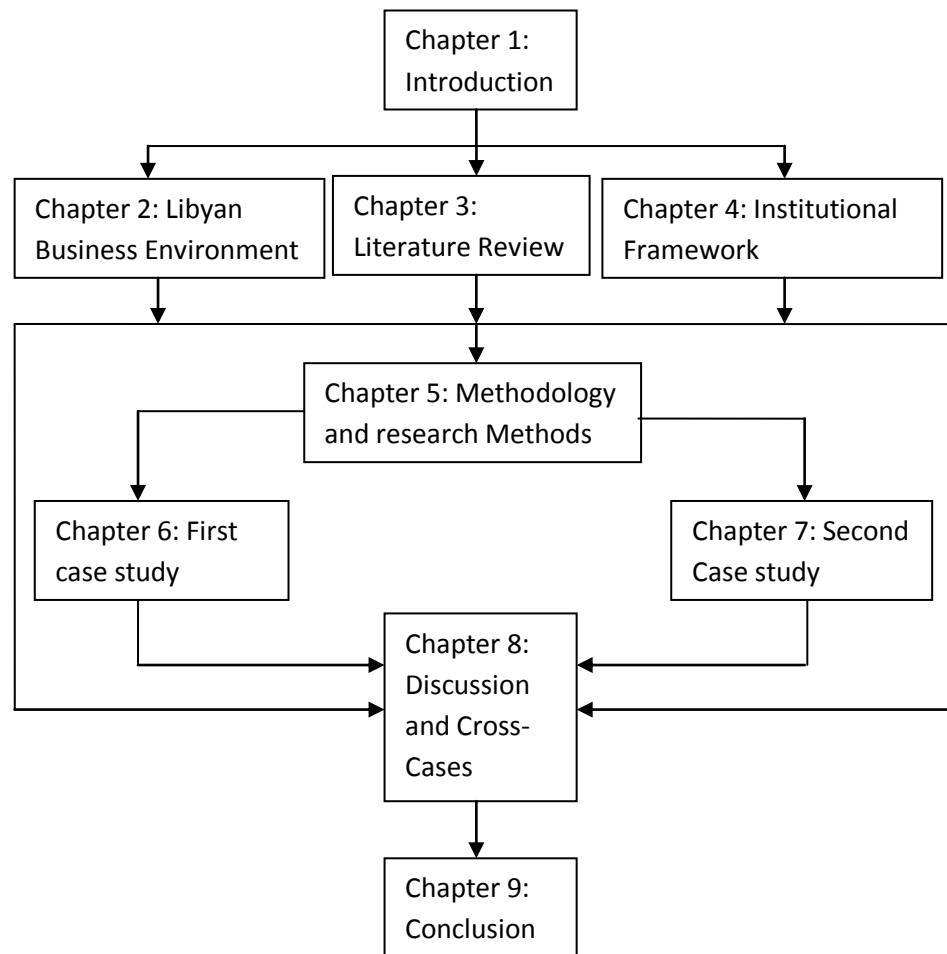 Chapter 1:
Introduction
Chapter 2: Libyan
Business Environment
Chapter 3:
Literature Review
Chapter 4: Institutional
Framework
Chapter 5: Methodology
and research Methods
Chapter 6: First
case study
Chapter 7: Second
Case study
Chapter 8:
Discussion
and Cross-
Cases
Chapter 9:
Conclusion